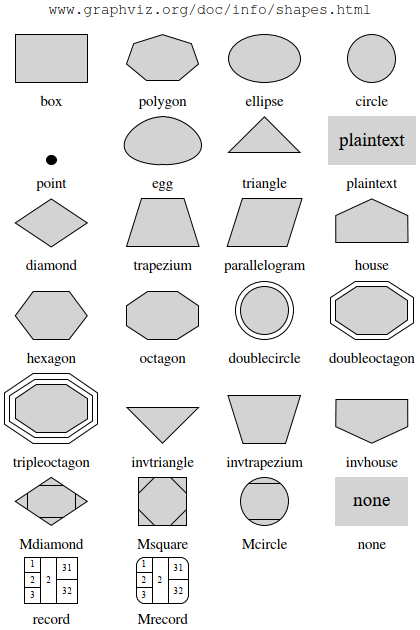 www.graphviz.org/doc/info/shapes.html
box polygon ellipse circle
plaintext
point egg triangle plaintext
diamond trapezium parallelogram house
hexagon octagon doublecircle doubleoctagon
tripleoctagon invtriangle invtrapezium invhouse
none
Mdiamond Msquare Mcircle none
1 31 1 31
2 2 2 2
3 32 3 32
record Mrecord